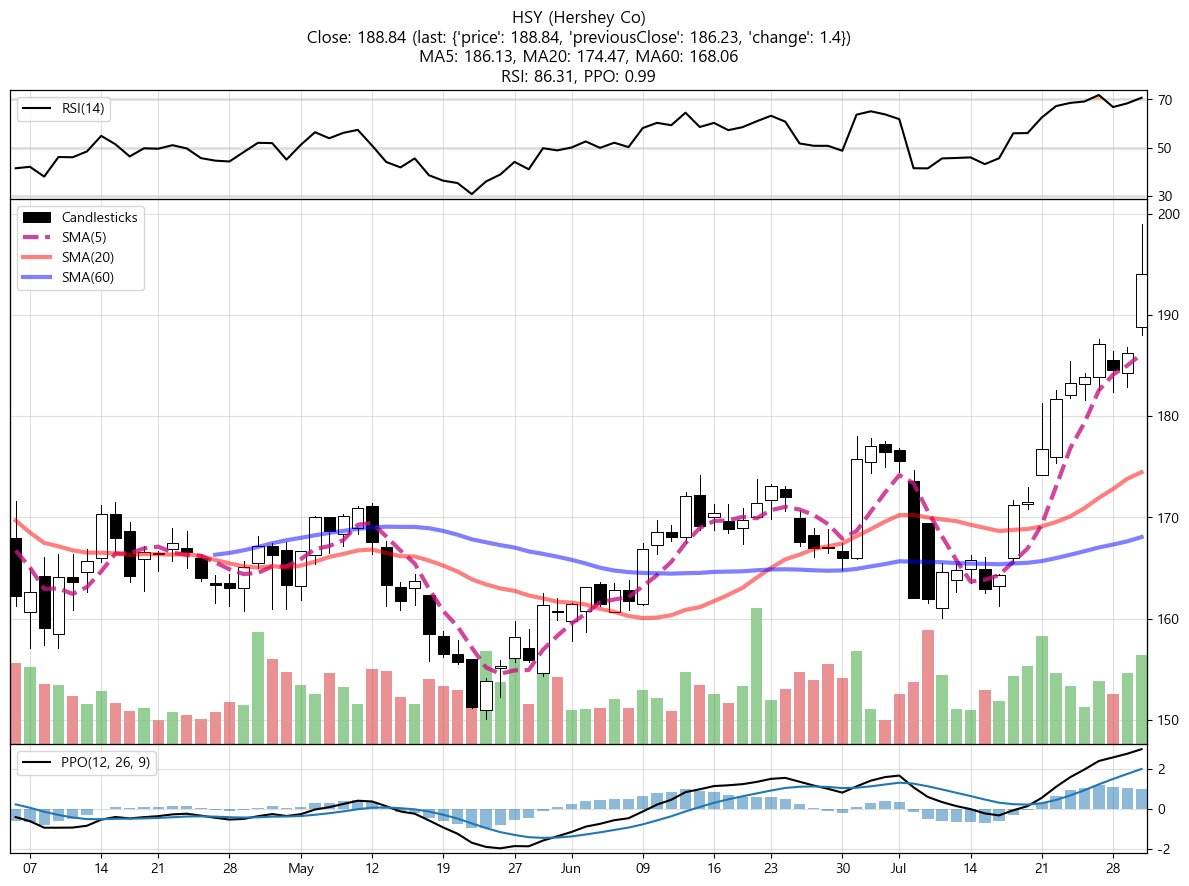 HSY (Hershey Co)
Close: 188.84 (last: {'price': 188.84, 'previousClose': 186.23, 'change': 1.4})
MA5: 186.13, MA20: 174.47, MA60: 168.06
RSI: 86.31, PPO: 0.99
RSI(14)
70
50
30
Candlesticks
SMA(5)
SMA(20)
SMA(60)
200
190
180
170
160
150
PPO(12, 26, 9)
2
0
-2
07 14 21 28 May 12 19 27 Jun 09 16 23 30 Jul 14 21 28